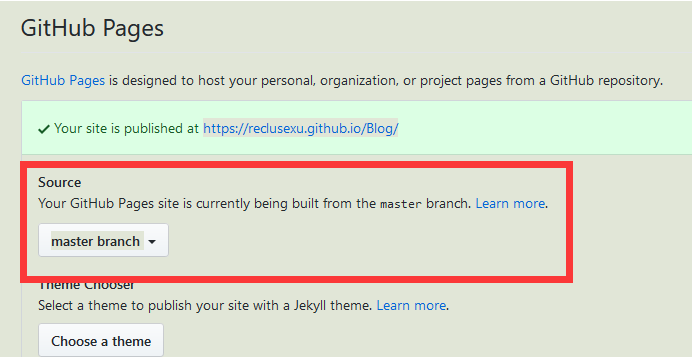 GitHub Pages
GitHub Pages is designed to host your personal, organization, or project pages from a GitHub repository.
✔ Your site is published at https://reclusexu.github.io/Blog/
Source
Your GitHub Pages site is currently being built from the master branch. Learn more.
master branch
Theme Chooser
Select a theme to publish your site with a Jekyll theme. Learn more.
Choose a theme